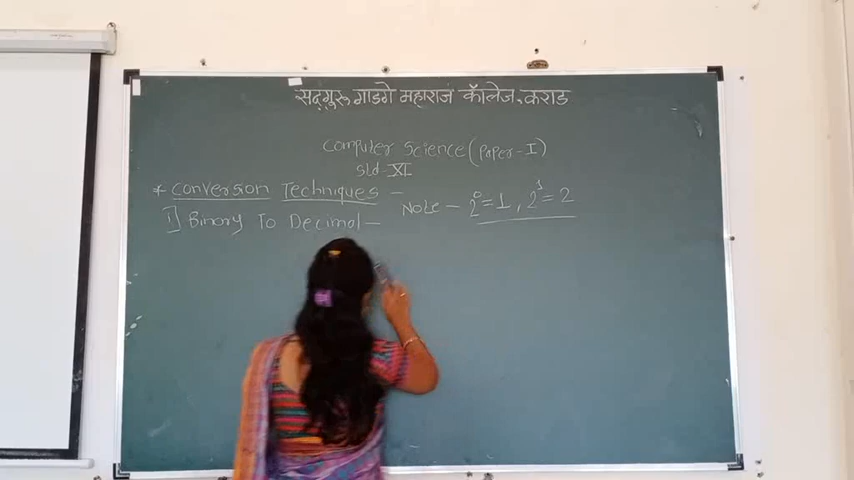 सद्गुरू गाडगे महाराज कॉलेज, कराड
Computer Science (Paper-I)
Std-XI
* Conversion Techniques -
Note - 2⁰=1, 2¹=2
1] Binary To Decimal -